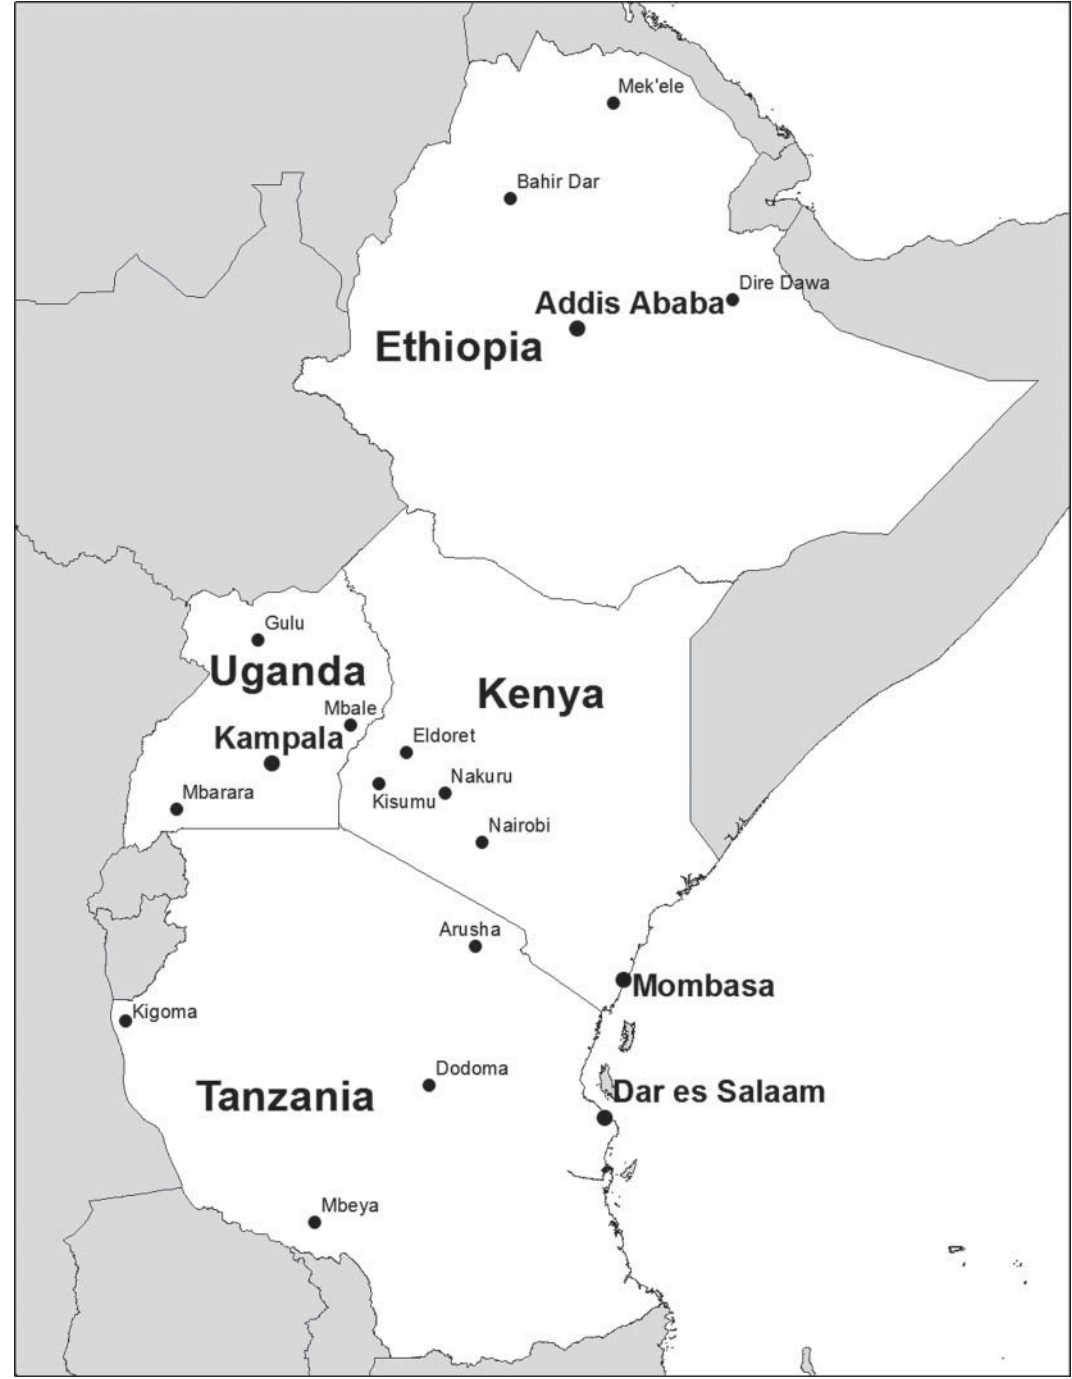 Mek'ele
Bahir Dar
Dire Dawa
Addis Ababa
Ethiopia
Gulu
Uganda
Kenya
Mbale
Kampala
Eldoret
Nakuru
Mbarara
Kisumu
Nairobi
Arusha
Mombasa
Kigoma
Dodoma
Tanzania
Dar es Salaam
Mbeya